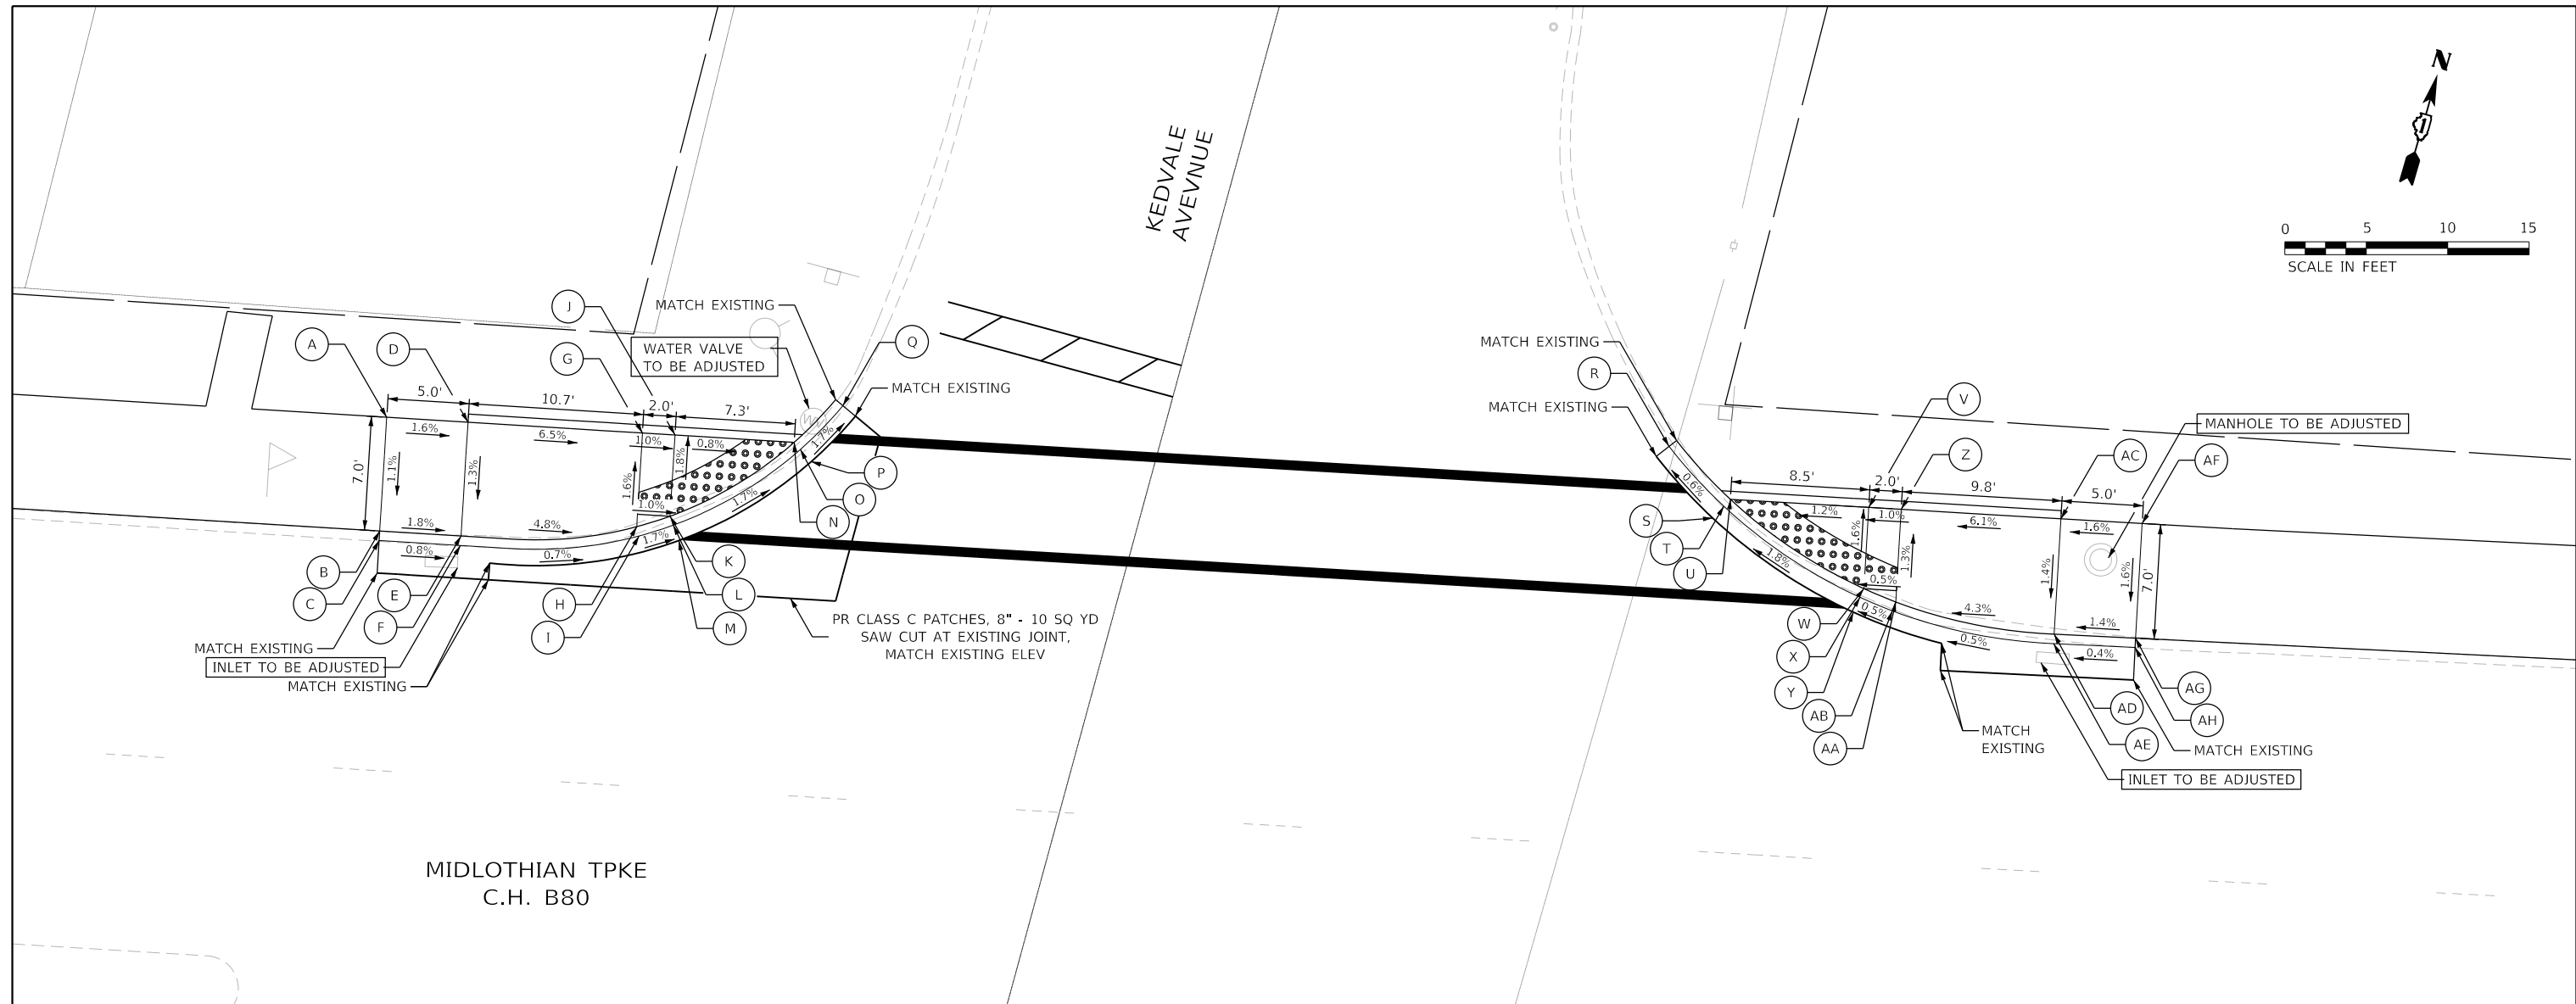 N
1
0 5 10 15
SCALE IN FEET
KEDVALE
AVEVNUE
J
MATCH EXISTING
Q
A
D
G
WATER VALVE
TO BE ADJUSTED
MATCH EXISTING
5.0'
10.7'
2.0'
7.3'
W
1.6%
6.5%
1.0%
0.8%
1.7%
7.0'
1.1%
1.3%
1.6%
1.8%
1.0%
1.7%
1.8%
4.8%
1.7%
0.8%
0.7%
P
O
N
K
L
M
B
C
E
F
H
I
MATCH EXISTING
INLET TO BE ADJUSTED
MATCH EXISTING
PR CLASS C PATCHES, 8" - 10 SQ YD
SAW CUT AT EXISTING JOINT,
MATCH EXISTING ELEV
MATCH EXISTING
R
MATCH EXISTING
V
Z
MANHOLE TO BE ADJUSTED
AC
AF
8.5'
2.0'
9.8'
5.0'
0.6%
1.2%
1.0%
6.1%
1.6%
1.6%
1.3%
1.4%
1.6%
7.0'
1.8%
0.5%
0.5%
4.3%
1.4%
0.5%
0.4%
S
T
U
W
X
Y
AB
AA
AG
AD
AH
AE
MATCH
EXISTING
MATCH EXISTING
INLET TO BE ADJUSTED
MIDLOTHIAN TPKE
C.H. B80